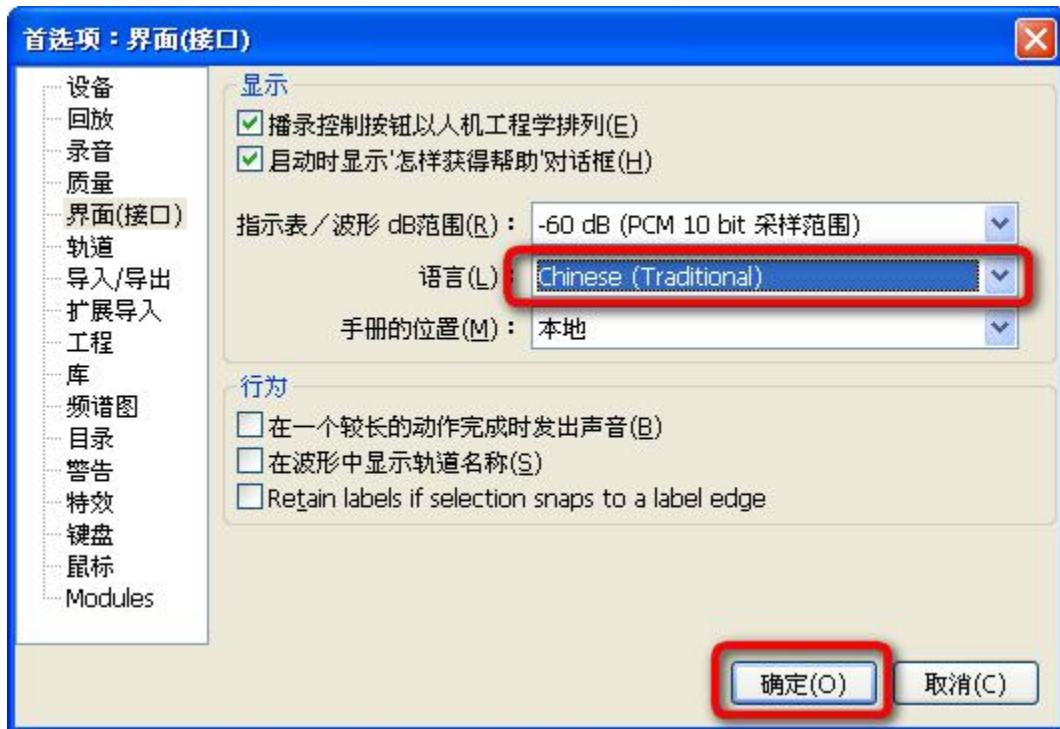 首选项：界面(接口)
设备
回放
录音
质量
界面(接口)
轨道
导入/导出
扩展导入
工程
库
频谱图
目录
警告
特效
键盘
鼠标
Modules
显示
播录控制按钮以人机工程学排列(E)
启动时显示'怎样获得帮助'对话框(H)
指示表／波形 dB范围(R)： -60 dB (PCM 10 bit 采样范围)
语言(L)： Chinese (Traditional)
手册的位置(M)： 本地
行为
在一个较长的动作完成时发出声音(B)
在波形中显示轨道名称(S)
Retain labels if selection snaps to a label edge
确定(O) 取消(C)